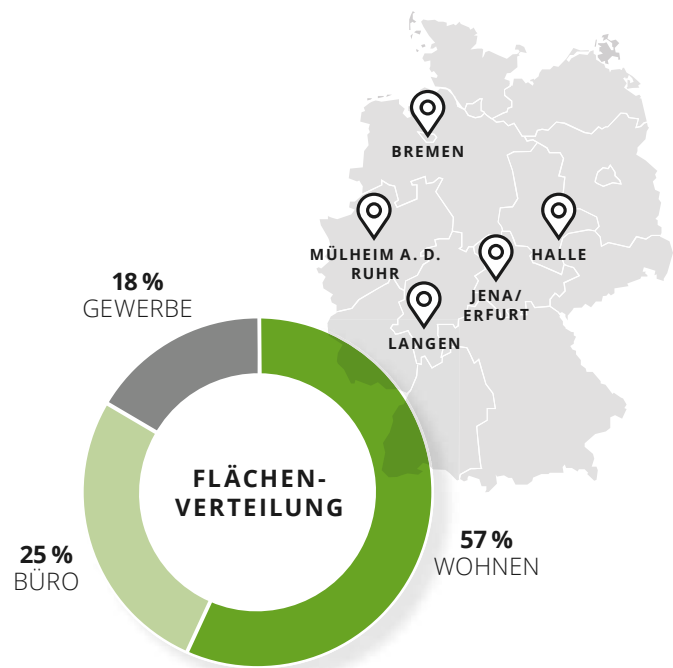 BREMEN
MÜLHEIM A. D.
RUHR
HALLE
JENA/
ERFURT
LANGEN
18 %
GEWERBE
FLÄCHEN-
VERTEILUNG
25 %
BÜRO
57 %
WOHNEN